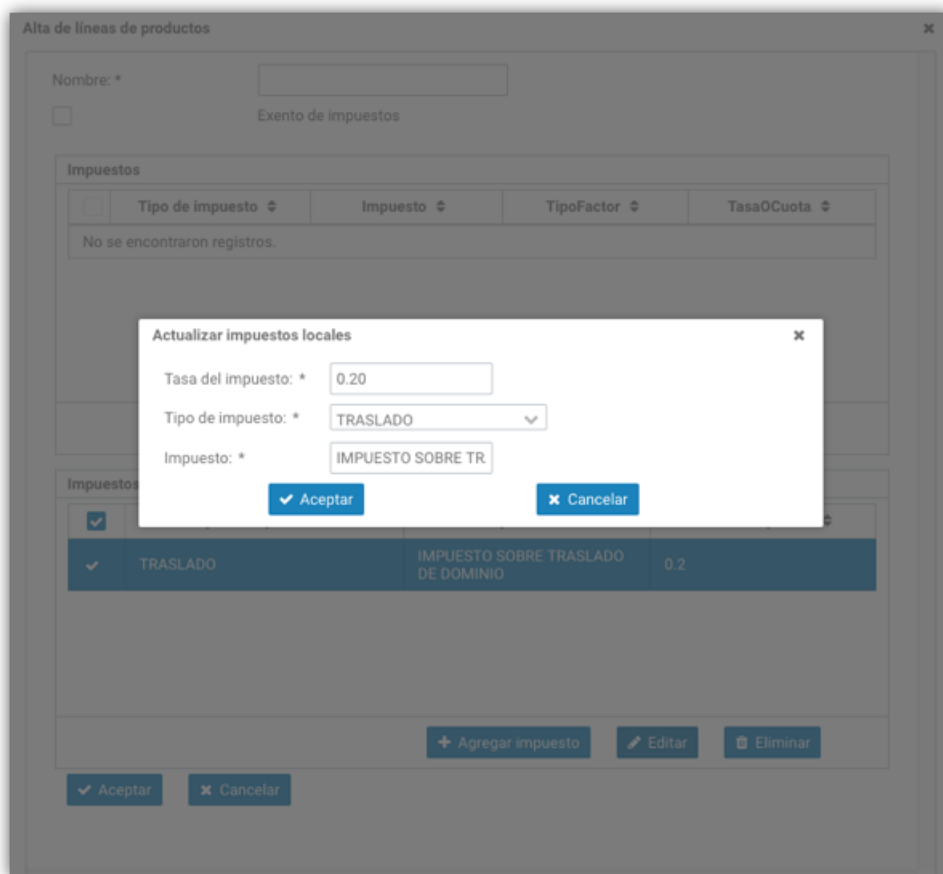 Alta de líneas de productos
Nombre: *
Exento de impuestos
Impuestos
Tipo de impuesto Impuesto TipoFactor TasaOCuota
No se encontraron registros.
Actualizar impuestos locales
Tasa del impuesto: * 0.20
Tipo de impuesto: * TRASLADO
Impuesto: * IMPUESTO SOBRE TR
Aceptar Cancelar
Impuestos
TRASLADO IMPUESTO SOBRE TRASLADO 0.2
DE DOMINIO
Agregar impuesto Editar Eliminar
Aceptar Cancelar